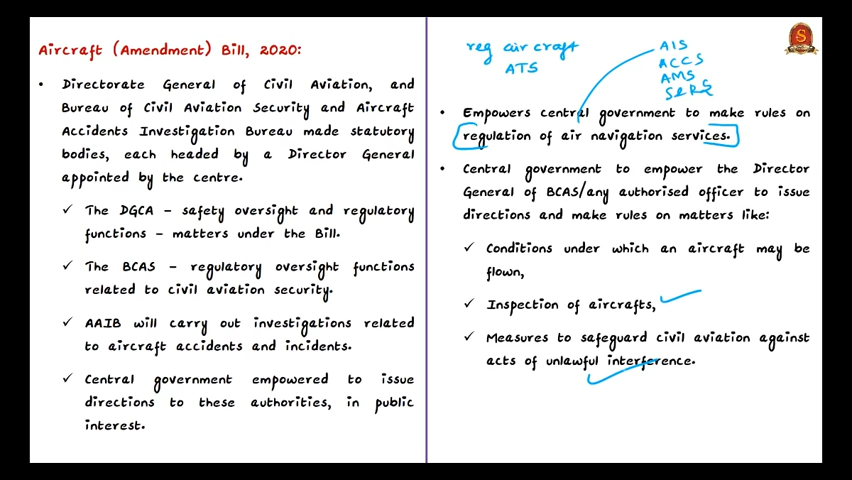 Aircraft (Amendment) Bill, 2020:
• Directorate General of Civil Aviation, and
Bureau of Civil Aviation Security and Aircraft
Accidents Investigation Bureau made statutory
bodies, each headed by a Director General
appointed by the centre.
✓ The DGCA – safety oversight and regulatory
functions – matters under the Bill.
✓ The BCAS – regulatory oversight functions
related to civil aviation security.
✓ AAIB will carry out investigations related
to aircraft accidents and incidents.
✓ Central government empowered to issue
directions to these authorities, in public
interest.
reg aircraft
ATS
AIS
ACCS
AMS
S
• Empowers central government to make rules on
regulation of air navigation services.
• Central government to empower the Director
General of BCAS/any authorised officer to issue
directions and make rules on matters like:
✓ Conditions under which an aircraft may be
flown,
✓ Inspection of aircrafts,
✓ Measures to safeguard civil aviation against
acts of unlawful interference.